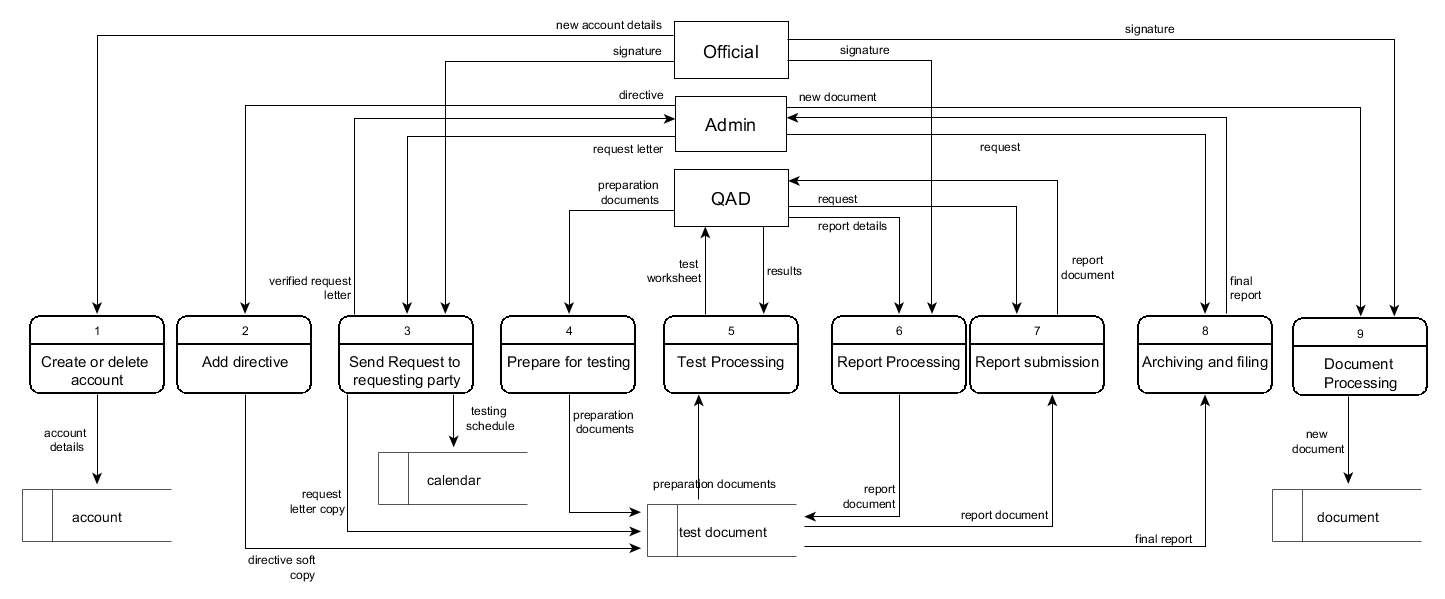 new account details
signature
Official
signature
signature
directive
request letter
Admin
new document
request
preparation
documents
QAD
request
report details
verified request
letter
test
worksheet
results
report
document
final
report
1
Create or delete
account
2
Add directive
3
Send Request to
requesting party
4
Prepare for testing
5
Test Processing
6
Report Processing
7
Report submission
8
Archiving and filing
9
Document
Processing
account
details
testing
schedule
preparation
documents
new
document
calendar
preparation documents
request
letter copy
report
document
account
test document
report document
final report
document
directive soft
copy